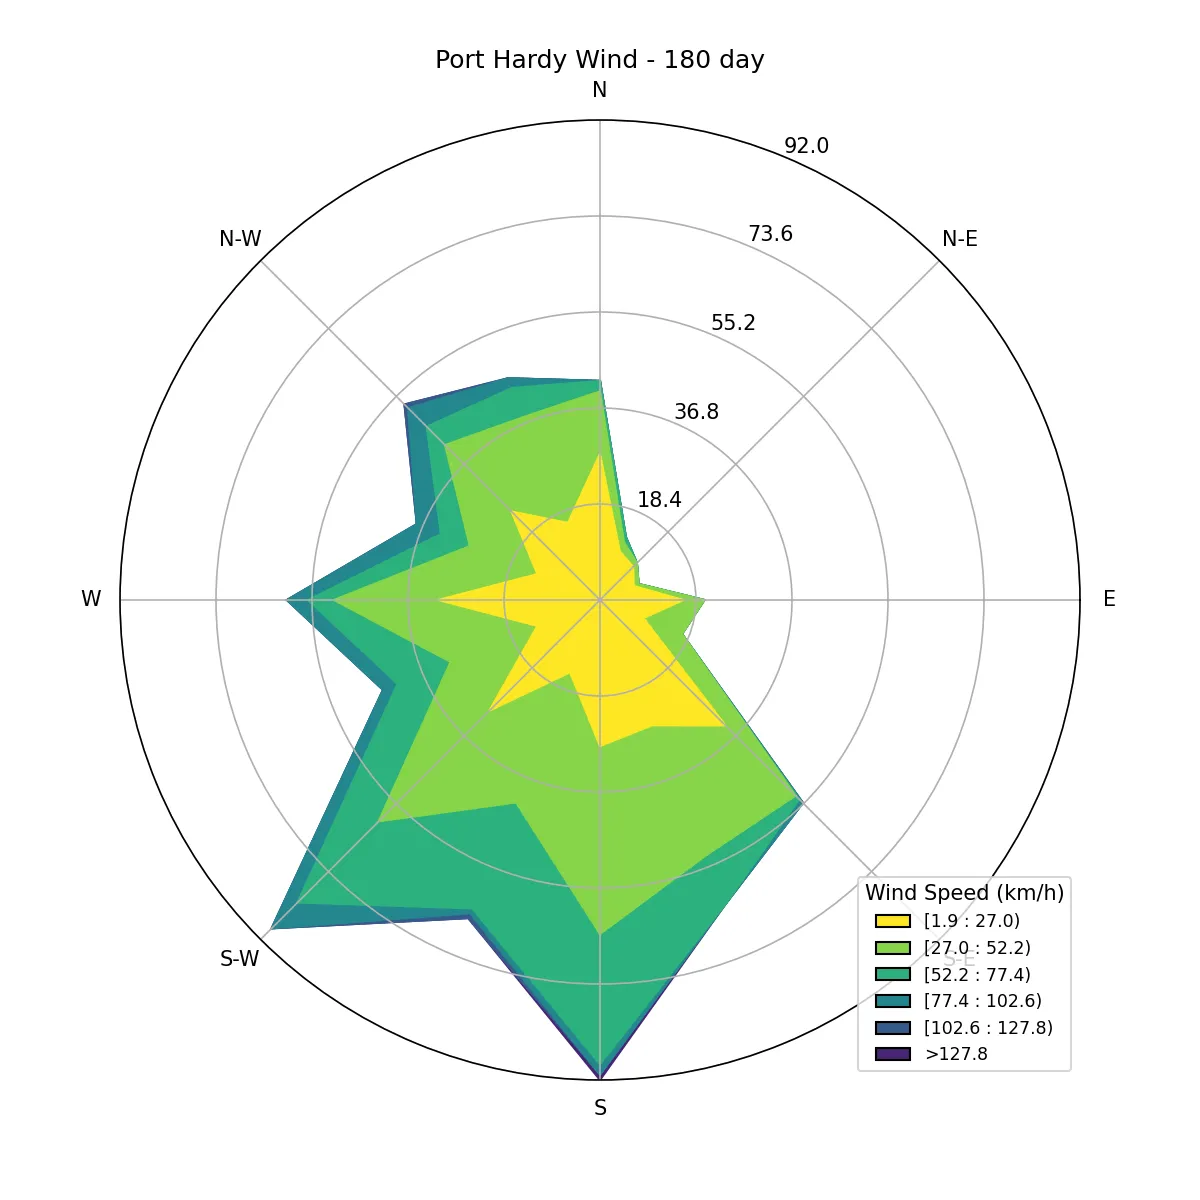 Port Hardy Wind - 180 day
N
92.0
N-W
N-E
73.6
55.2
36.8
18.4
W
E
S-W
S-E
S
Wind Speed (km/h)
[1.9 : 27.0)
[27.0 : 52.2)
[52.2 : 77.4)
[77.4 : 102.6)
[102.6 : 127.8)
>127.8